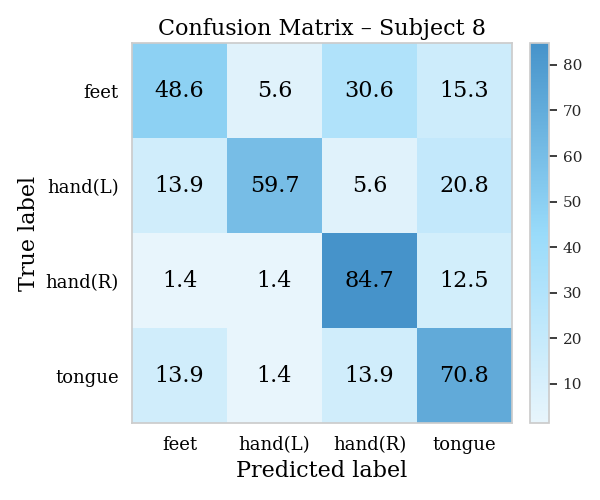 Confusion Matrix – Subject 8
True label
feet 48.6 5.6 30.6 15.3
hand(L) 13.9 59.7 5.6 20.8
hand(R) 1.4 1.4 84.7 12.5
tongue 13.9 1.4 13.9 70.8
feet hand(L) hand(R) tongue
Predicted label
80
70
60
50
40
30
20
10